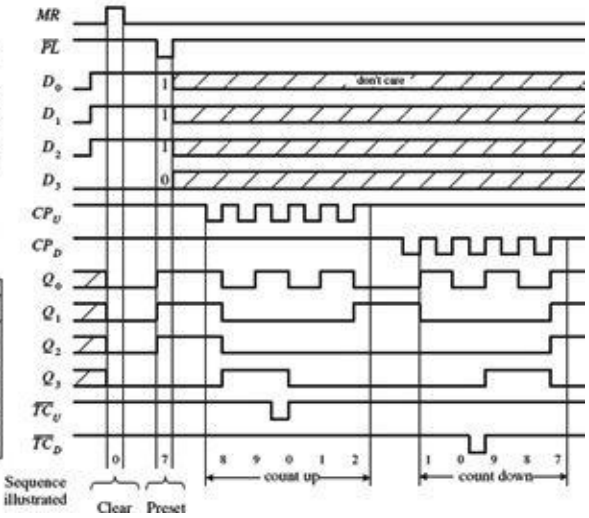 MR
PL
D0
D1
D2
D3
CPU
CPD
Q0
Q1
Q2
Q3
TCU
TCD
1
don't care
1
1
0
0
7
8
9
0
1
2
1
0
9
8
7
Sequence
illustrated
count up
count down
Clear
Preset